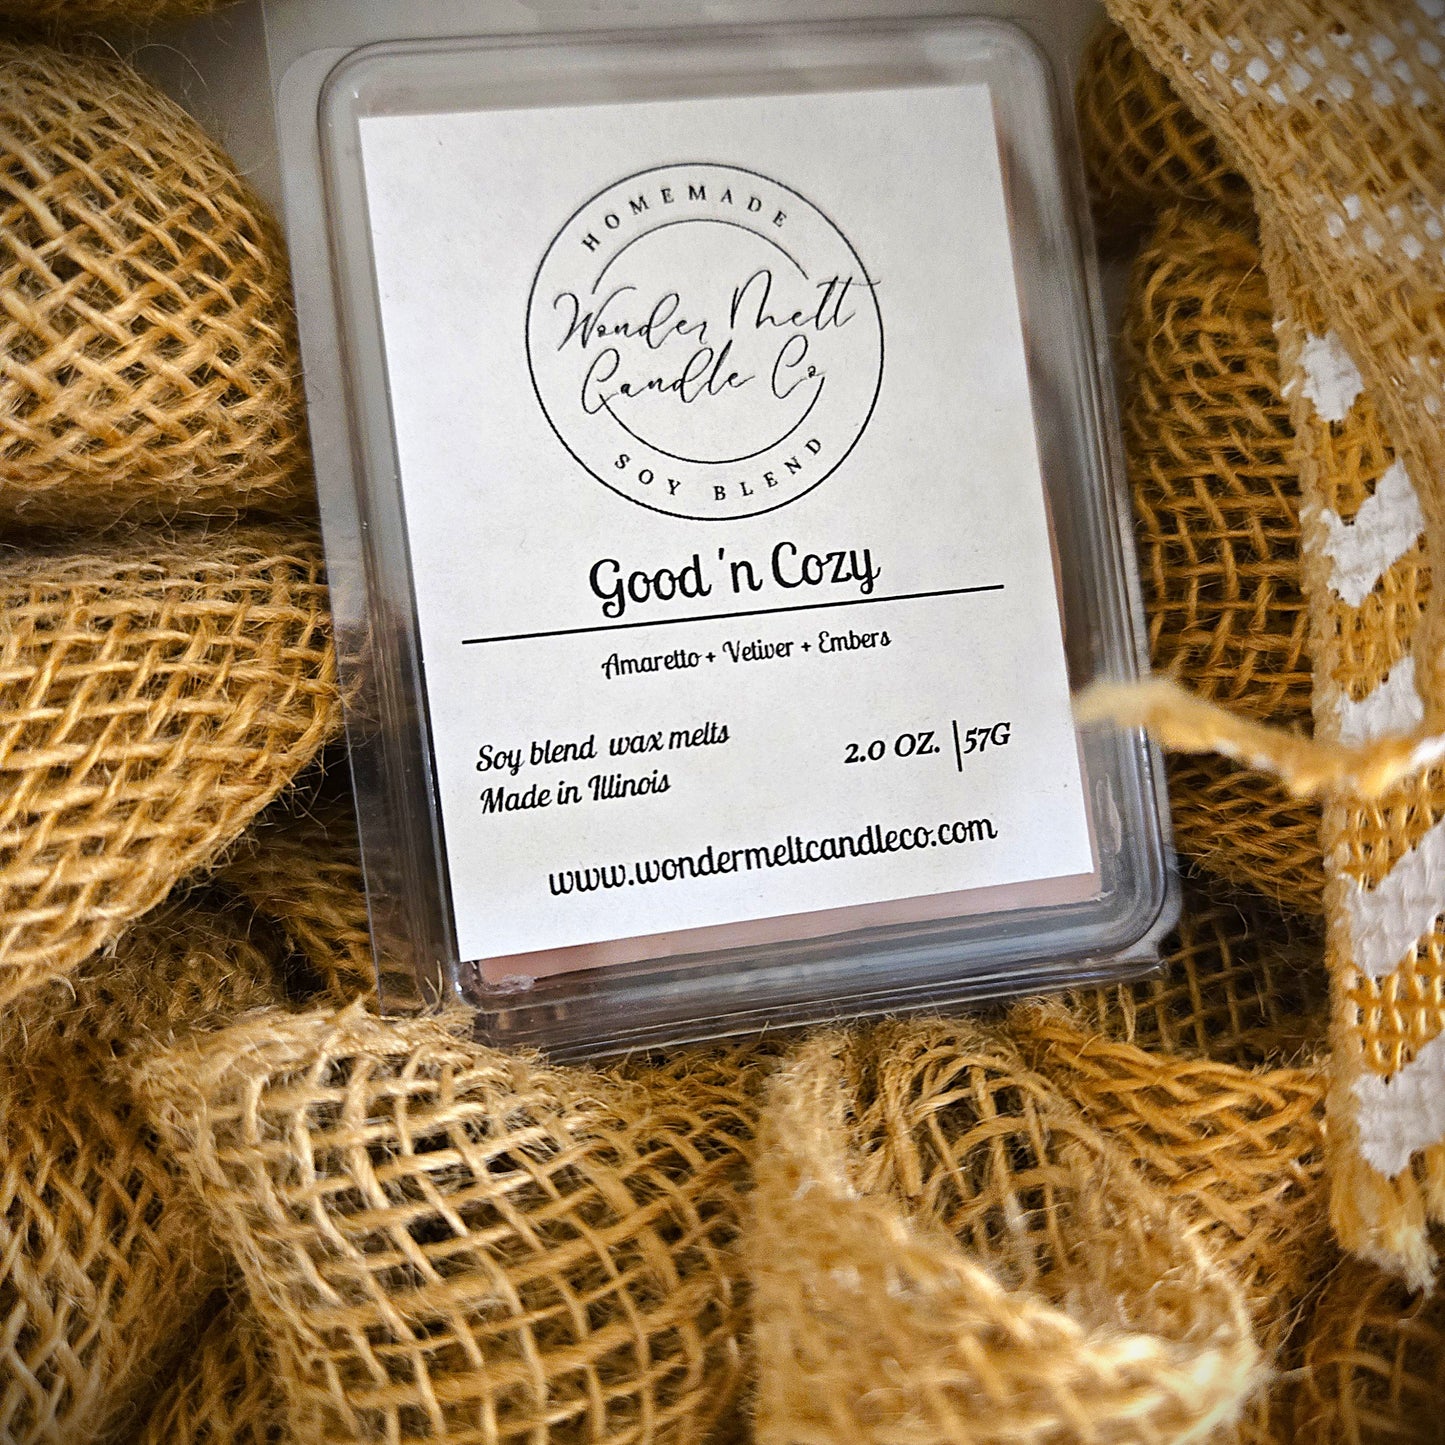 HOMEMADE
Wonder Melt
Candle Co
SOY BLEND
Good 'n Cozy
Amaretto + Vetiver + Embers
Soy blend wax melts
Made in Illinois
2.0 OZ. | 57G
www.wondermeltcandleco.com